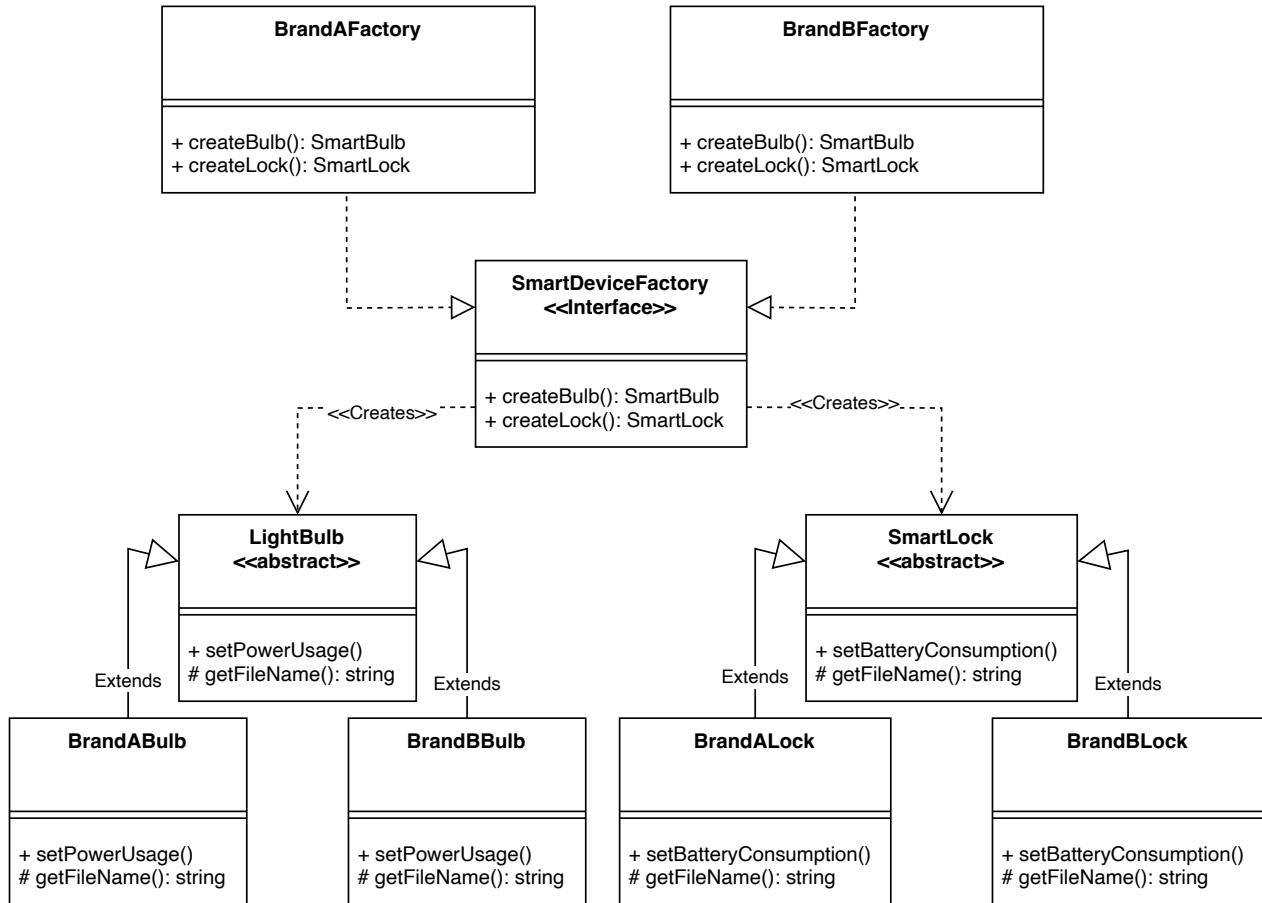 BrandAFactory
+ createBulb(): SmartBulb
+ createLock(): SmartLock
BrandBFactory
+ createBulb(): SmartBulb
+ createLock(): SmartLock
SmartDeviceFactory
<<Interface>>
+ createBulb(): SmartBulb
+ createLock(): SmartLock
<<Creates>>
<<Creates>>
LightBulb
<<abstract>>
+ setPowerUsage()
# getFileName(): string
SmartLock
<<abstract>>
+ setBatteryConsumption()
# getFileName(): string
Extends
Extends
Extends
Extends
BrandABulb
+ setPowerUsage()
# getFileName(): string
BrandBBulb
+ setPowerUsage()
# getFileName(): string
BrandALock
+ setBatteryConsumption()
# getFileName(): string
BrandBLock
+ setBatteryConsumption()
# getFileName(): string